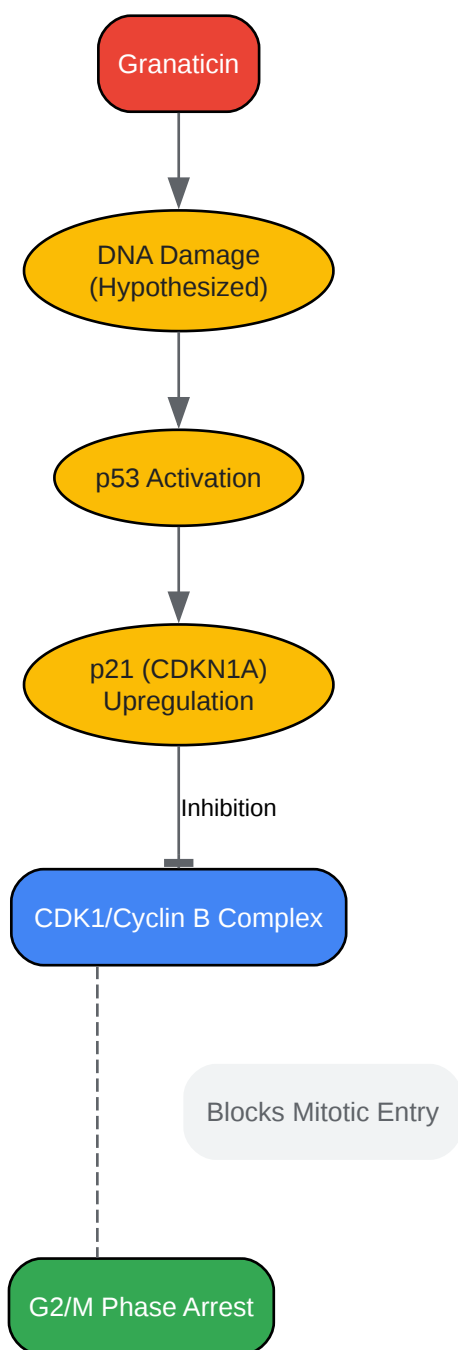 Granaticin
DNA Damage
(Hypothesized)
p53 Activation
p21 (CDKN1A)
Upregulation
Inhibition
CDK1/Cyclin B Complex
Blocks Mitotic Entry
G2/M Phase Arrest